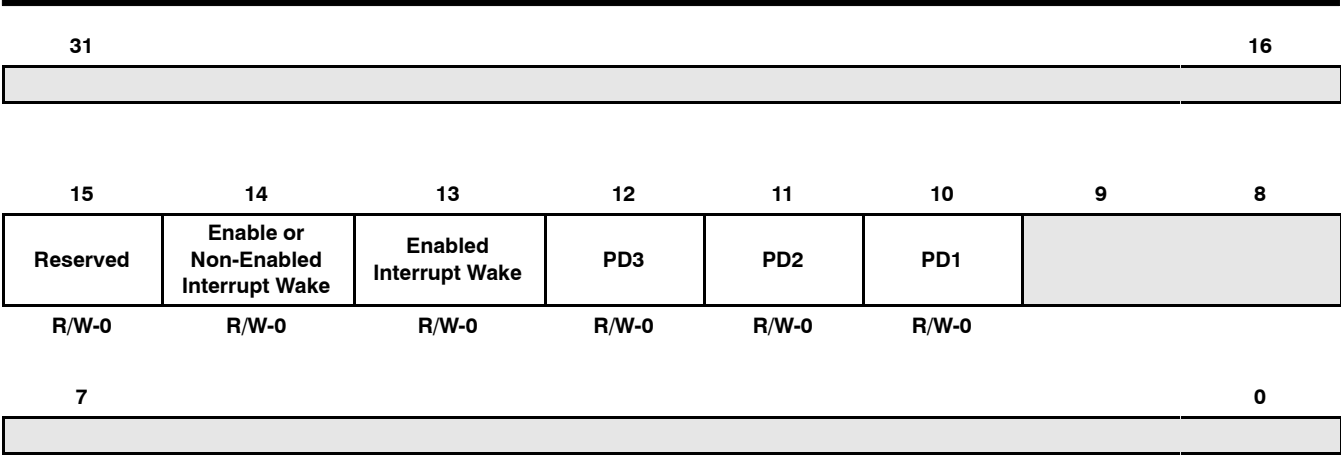 31 16
15 14 13 12 11 10 9 8
Reserved
Enable or
Non-Enabled
Interrupt Wake
Enabled
Interrupt Wake
PD3
PD2
PD1
R/W-0 R/W-0 R/W-0 R/W-0 R/W-0 R/W-0
7 0